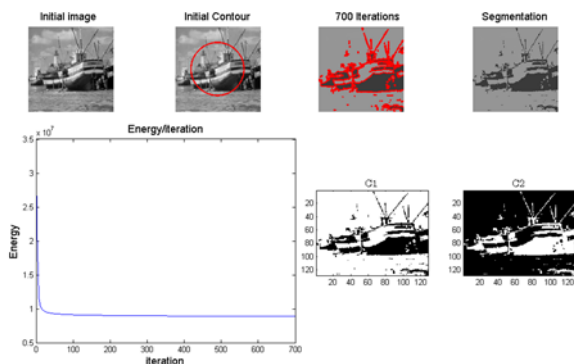 Initial image
Initial Contour
700 Iterations
Segmentation
Energy/iteration
x 10⁷
3.5
3
2.5
2
1.5
1
0.5
Energy
0 100 200 300 400 500 600 700
iteration
C1
20
40
60
80
100
120
20 40 60 80 100 120
C2
20
40
60
80
100
120
20 40 60 80 100 120